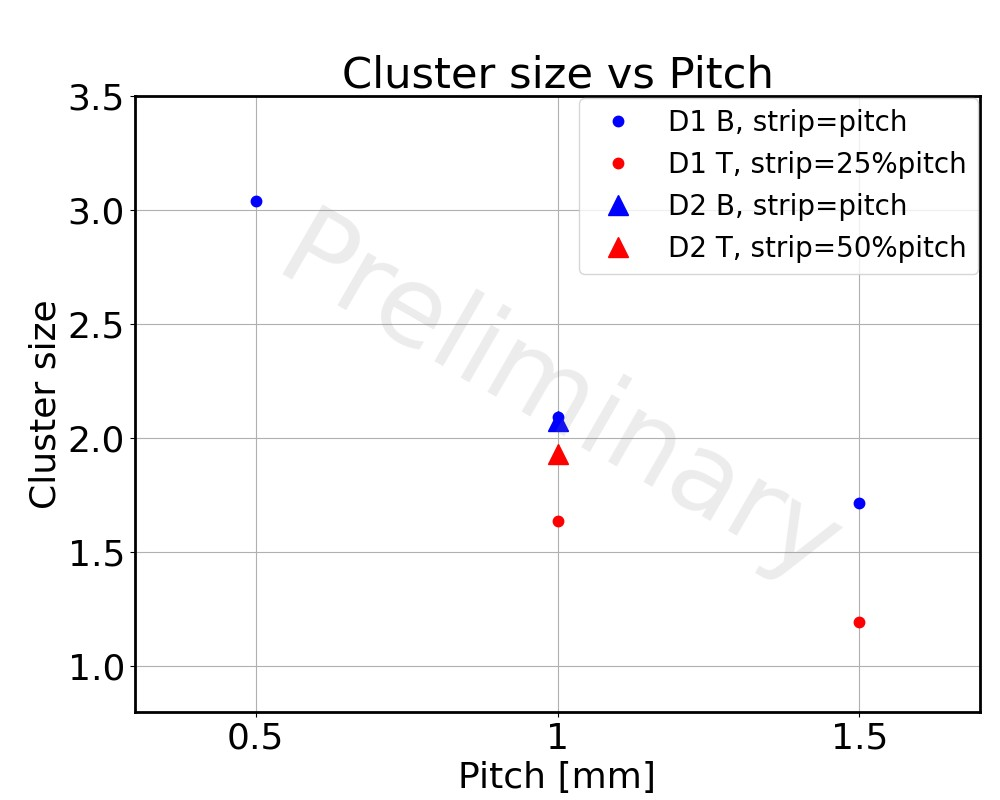 Cluster size vs Pitch
3.5
3.0
2.5
2.0
1.5
1.0
Cluster size
D1 B, strip=pitch
D1 T, strip=25%pitch
D2 B, strip=pitch
D2 T, strip=50%pitch
Preliminary
0.5
1
1.5
Pitch [mm]